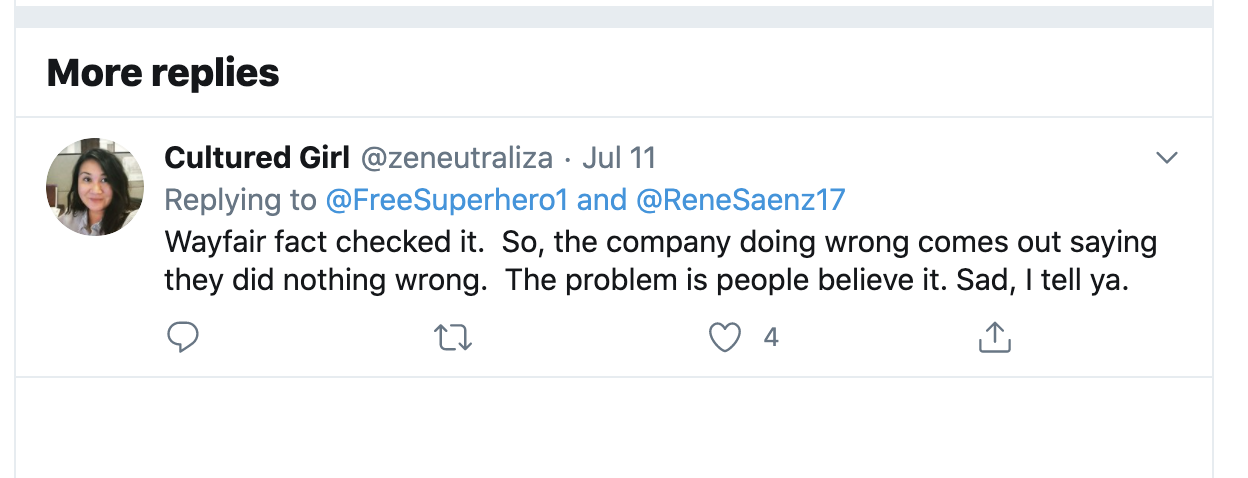 More replies
Cultured Girl @zeneutraliza · Jul 11
Replying to @FreeSuperhero1 and @ReneSaenz17
Wayfair fact checked it.  So, the company doing wrong comes out saying
they did nothing wrong.  The problem is people believe it. Sad, I tell ya.
4